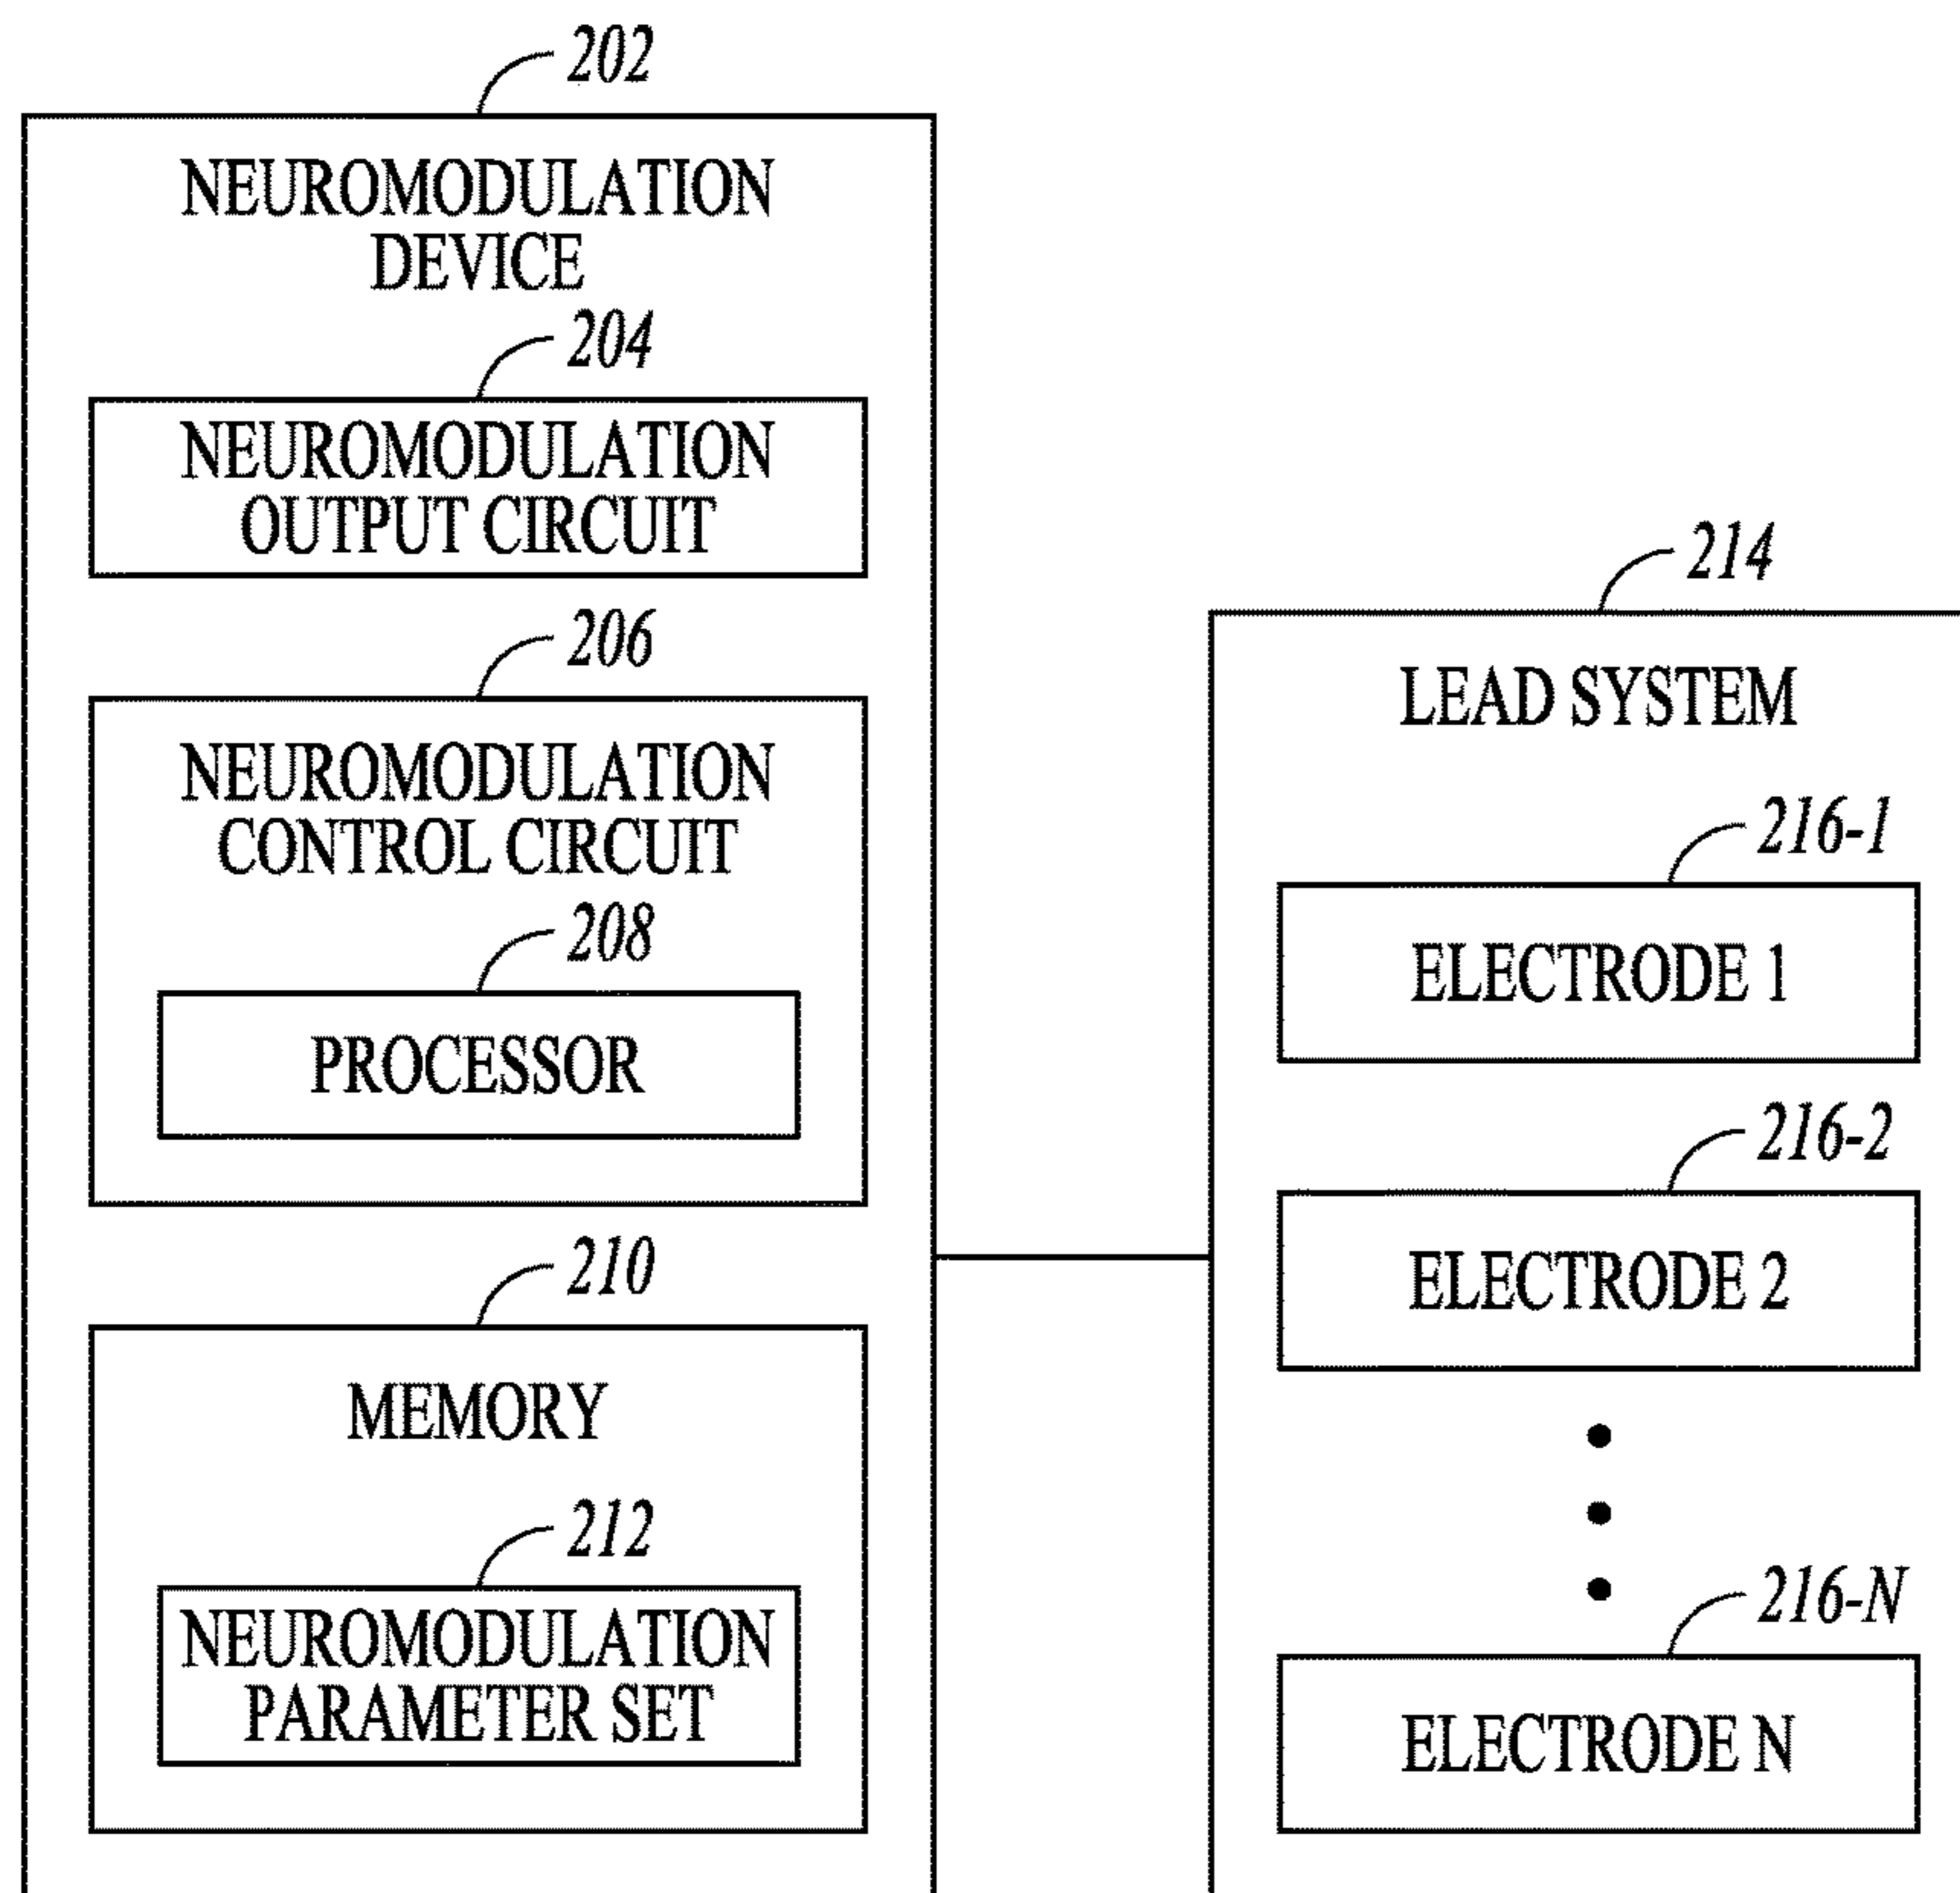 202
NEUROMODULATION
DEVICE
204
NEUROMODULATION
OUTPUT CIRCUIT
206
NEUROMODULATION
CONTROL CIRCUIT
208
PROCESSOR
210
MEMORY
212
NEUROMODULATION
PARAMETER SET
214
LEAD SYSTEM
216-1
ELECTRODE 1
216-2
ELECTRODE 2
216-N
ELECTRODE N